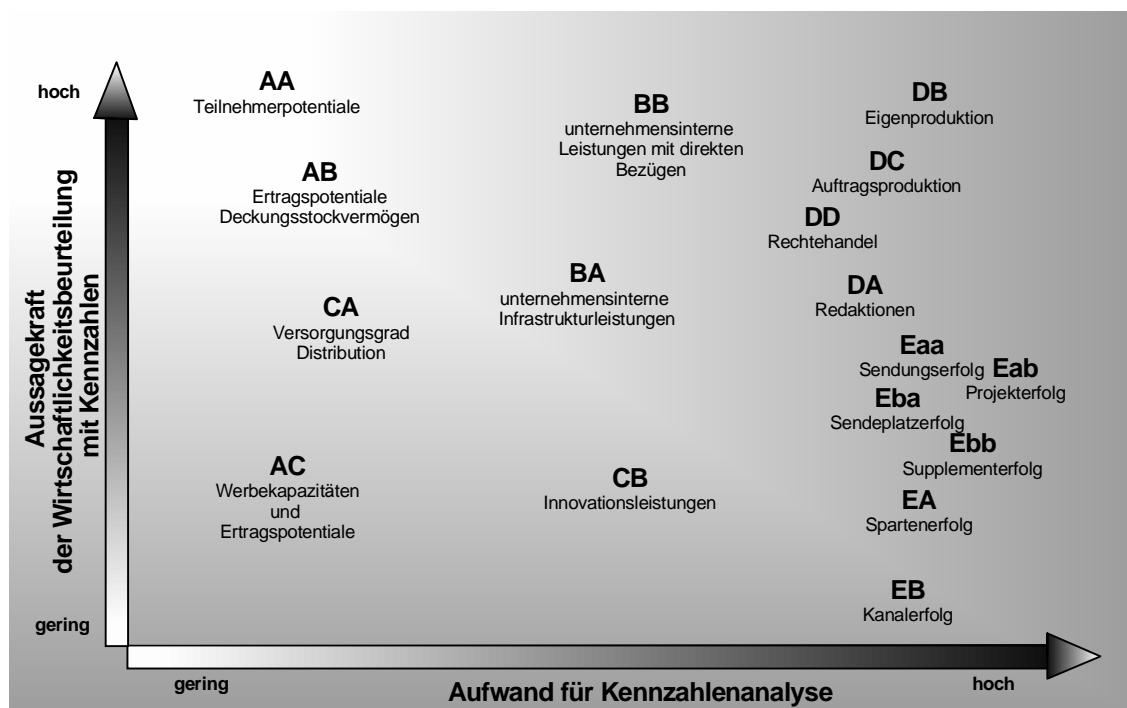 hoch
AA
Teilnehmerpotentiale
BB
unternehmensinterne
Leistungen mit direkten
Bezügen
DB
Eigenproduktion
AB
Ertragspotentiale
Deckungsstockvermögen
DC
Auftragsproduktion
DD
Rechtehandel
BA
unternehmensinterne
Infrastrukturleistungen
DA
Redaktionen
CA
Versorgungsgrad
Distribution
Eaa
Sendungserfolg
Eab
Projekterfolg
Eba
Sendeplatzerfolg
Ebb
Supplementerfolg
AC
Werbekapazitäten
und
Ertragspotentiale
CB
Innovationsleistungen
EA
Spartenerfolg
EB
Kanalerfolg
Aussagekraft
der Wirtschaftlichkeitsbeurteilung
mit Kennzahlen
gering
gering
Aufwand für Kennzahlenanalyse
hoch